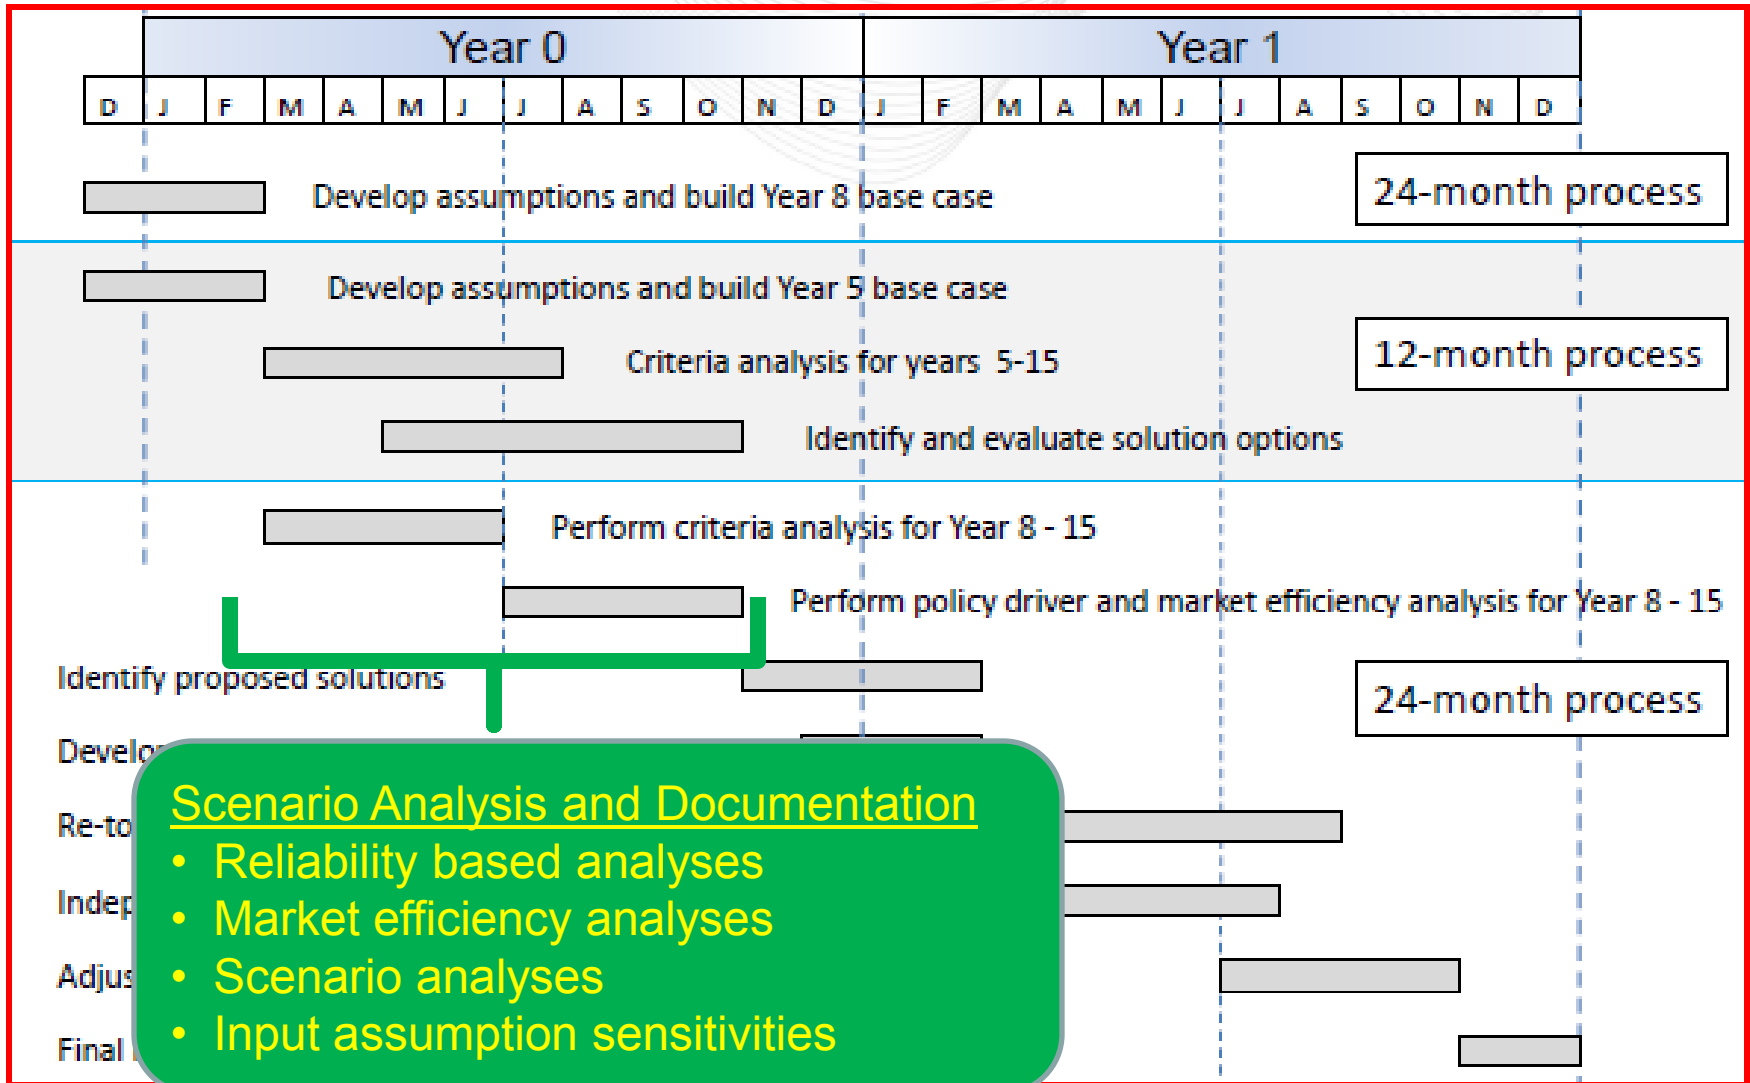 Year 0 Year 1
D J F M A M J J A S O N D J F M A M J J A S O N D
Develop assumptions and build Year 8 base case
24-month process
Develop assumptions and build Year 5 base case
12-month process
Criteria analysis for years 5-15
Identify and evaluate solution options
Perform criteria analysis for Year 8 - 15
Perform policy driver and market efficiency analysis for Year 8 - 15
Identify proposed solutions
24-month process
Scenario Analysis and Documentation
• Reliability based analyses
• Market efficiency analyses
• Scenario analyses
• Input assumption sensitivities
Final